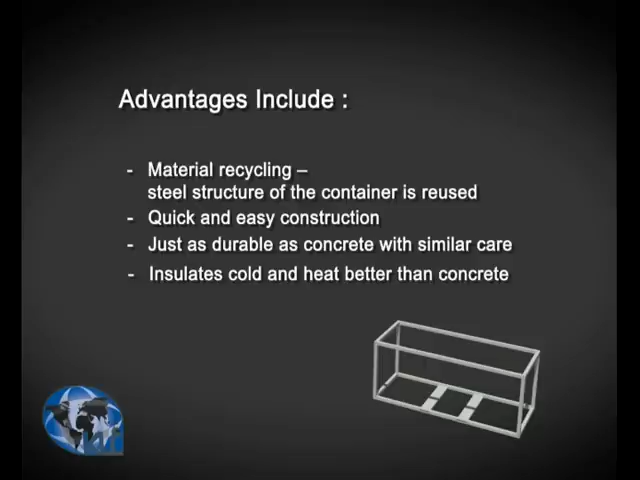 Advantages Include :
- Material recycling –
steel structure of the container is reused
- Quick and easy construction
- Just as durable as concrete with similar care
- Insulates cold and heat better than concrete